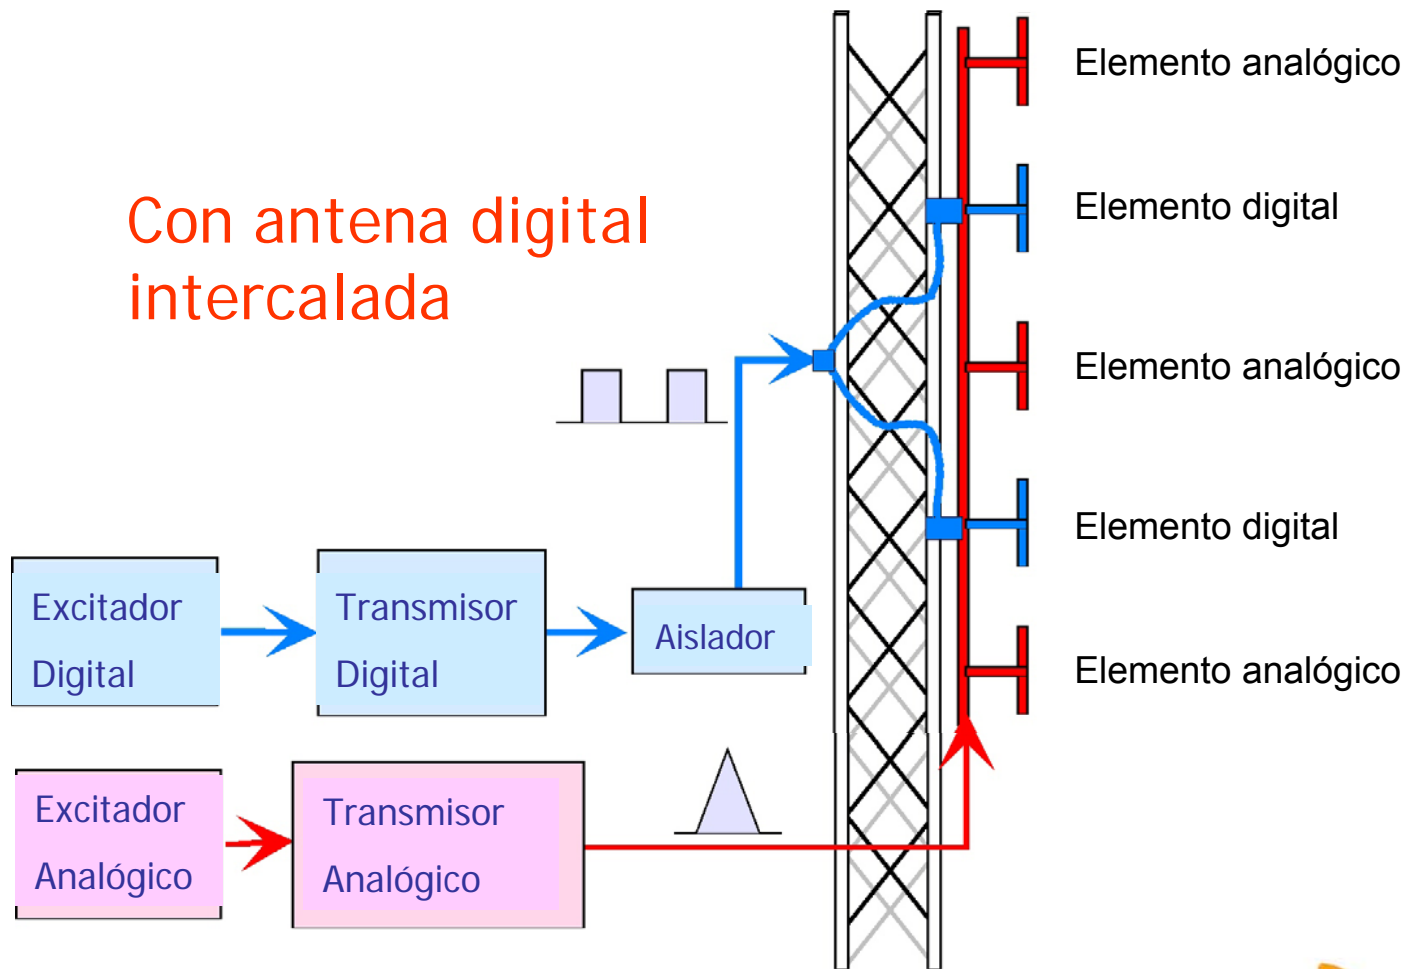 Con antena digital
intercalada
Elemento analógico
Elemento digital
Elemento analógico
Elemento digital
Elemento analógico
Excitador
Digital
Transmisor
Digital
Aislador
Excitador
Analógico
Transmisor
Analógico